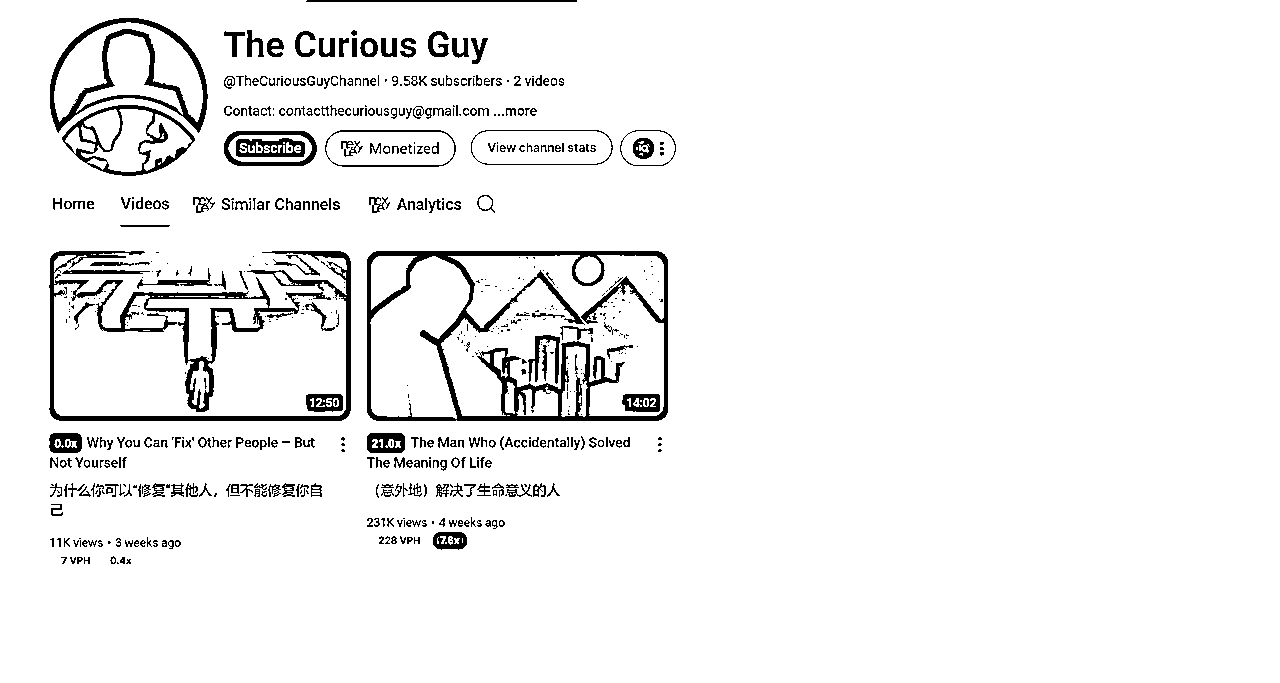 The Curious Guy
@TheCuriousGuyChannel · 9.58K subscribers · 2 videos
Contact: contactthecuriousguy@gmail.com ...more
Subscribe
Monetized
View channel stats
Home
Videos
Similar Channels
Analytics
12:50
14:02
0.0x Why You Can 'Fix' Other People – But
Not Yourself
为什么你可以“修复”其他人，但不能修复你自
己
11K views • 3 weeks ago
7 VPH 0.4x
21.0x The Man Who (Accidentally) Solved
The Meaning Of Life
（意外地）解决了生命意义的人
231K views • 4 weeks ago
228 VPH